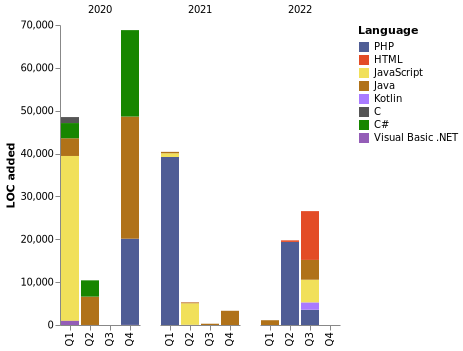 2020 2021 2022
70,000
60,000
50,000
40,000
30,000
20,000
10,000
0
LOC added
Q1 Q2 Q3 Q4 Q1 Q2 Q3 Q4 Q1 Q2 Q3 Q4
Language
PHP
HTML
JavaScript
Java
Kotlin
C
C#
Visual Basic .NET